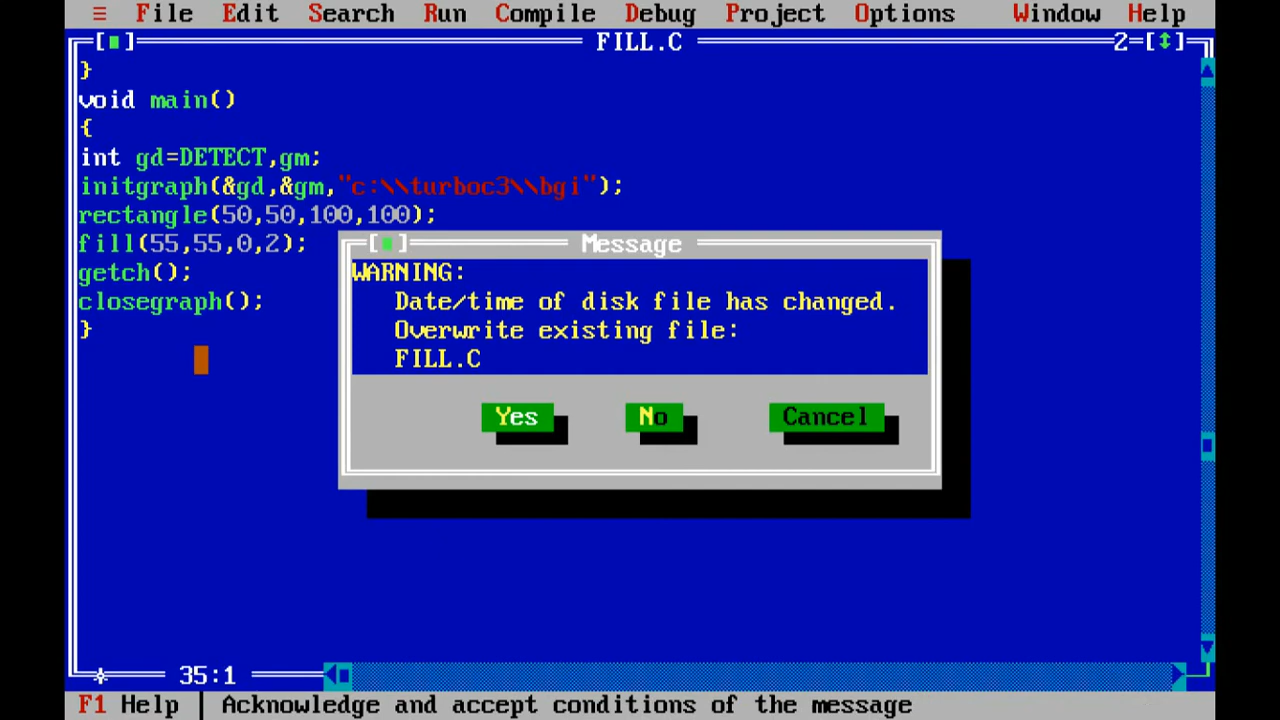 ≡ File Edit Search Run Compile Debug Project Options Window Help
[■] FILL.C 2=[↕]
}
void main()
{
int gd=DETECT,gm;
initgraph(&gd,&gm,"c:\\turboc3\\bgi");
rectangle(50,50,100,100);
fill(55,55,0,2);
getch();
closegraph();
}
[■] Message
WARNING:
Date/time of disk file has changed.
Overwrite existing file:
FILL.C
Yes No Cancel
35:1
F1 Help │ Acknowledge and accept conditions of the message